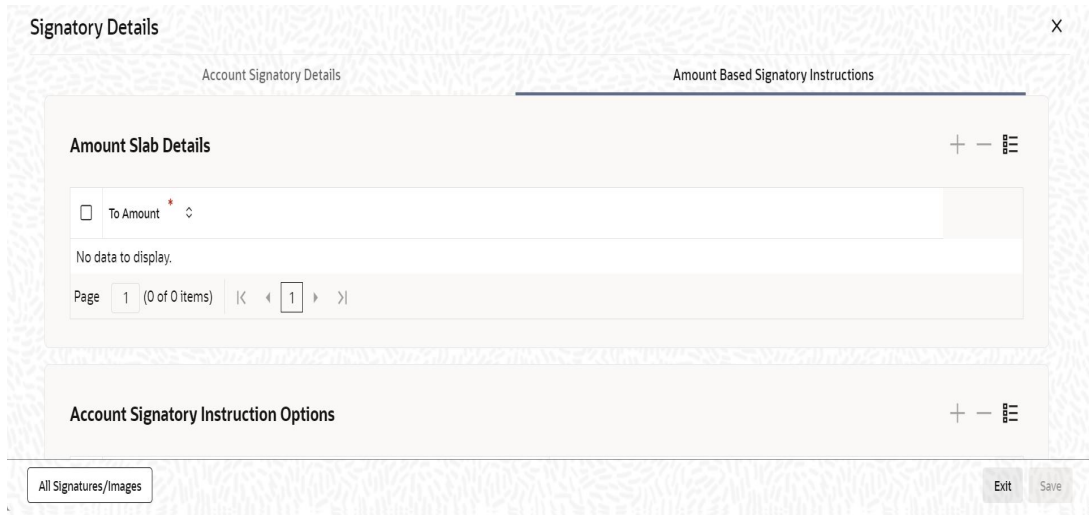 Signatory Details X
Account Signatory Details Amount Based Signatory Instructions
Amount Slab Details
To Amount *
No data to display.
Page 1 (0 of 0 items) 1
Account Signatory Instruction Options
All Signatures/Images Exit Save